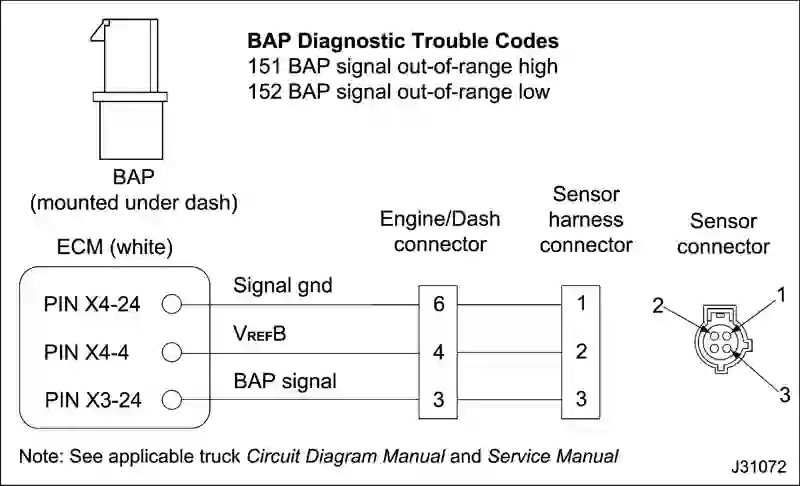 BAP Diagnostic Trouble Codes
151 BAP signal out-of-range high
152 BAP signal out-of-range low
BAP
(mounted under dash)
ECM (white)
Engine/Dash
connector
Sensor
harness
connector
Sensor
connector
PIN X4-24
Signal gnd
6
1
PIN X4-4
VREFB
4
2
PIN X3-24
BAP signal
3
3
2
1
3
Note: See applicable truck Circuit Diagram Manual and Service Manual
J31072